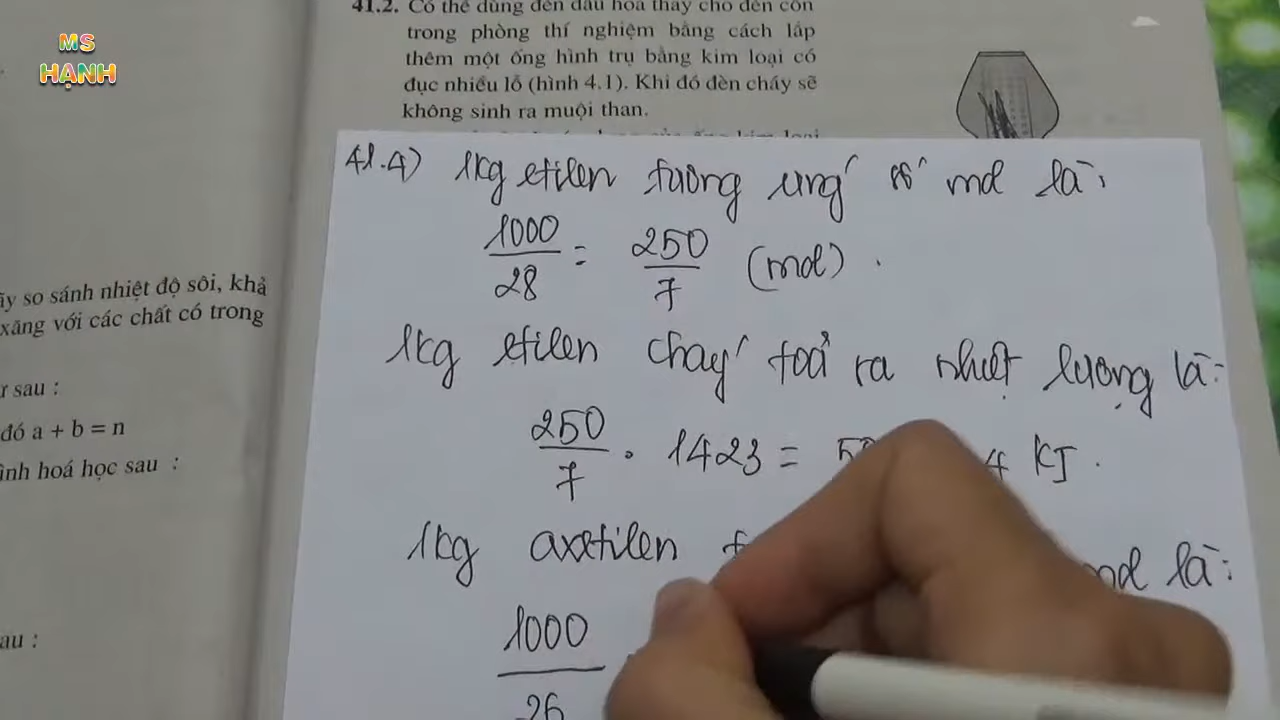 MS
HẠNH
41.2. Có thể dùng đèn dầu hoả thay cho đèn cồn
trong phòng thí nghiệm bằng cách lắp
thêm một ống hình trụ bằng kim loại có
đục nhiều lỗ (hình 4.1). Khi đó đèn cháy sẽ
không sinh ra muội than.
ãy so sánh nhiệt độ sôi, khả
xăng với các chất có trong
sau :
đó a + b = n
ình hoá học sau :
au :
41.4) 1kg etilen tương ứng số mol là:
1000/28 = 250/7 (mol).
1kg etilen cháy toả ra nhiệt lượng là:
250/7 . 1423 = 4 KJ.
1kg axetilen mol là:
1000
26